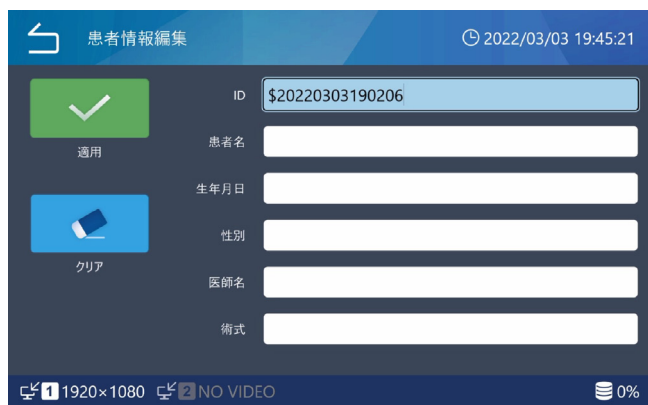 患者情報編集
2022/03/03 19:45:21
適用
クリア
ID
$20220303190206
患者名
生年月日
性別
医師名
術式
1 1920×1080
2 NO VIDEO
0%